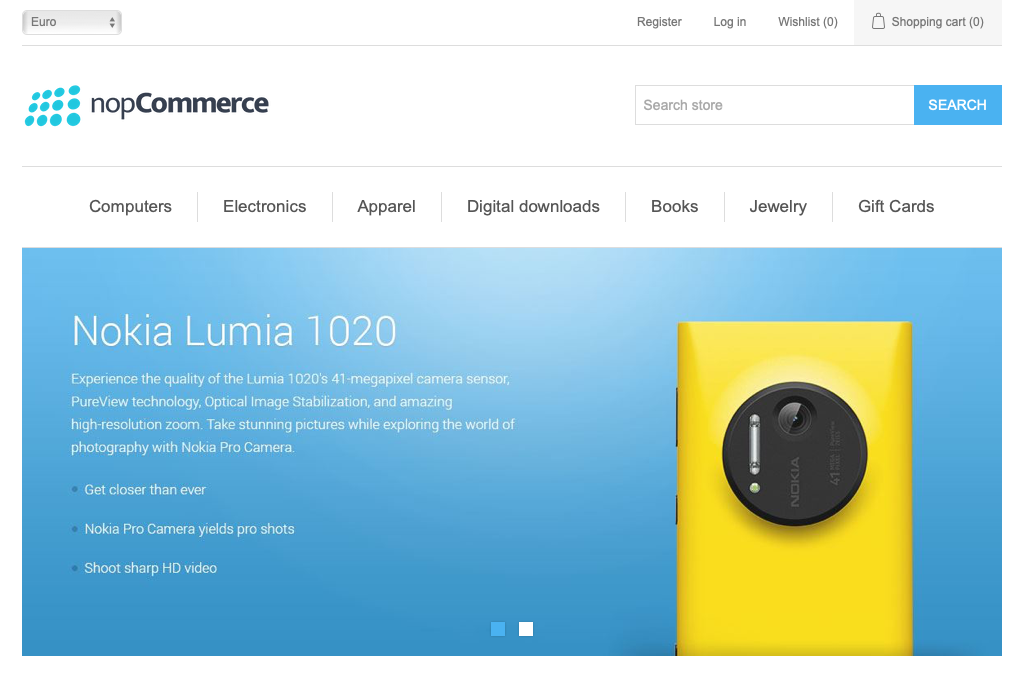 Euro
Register
Log in
Wishlist (0)
Shopping cart (0)
nopCommerce
Search store
SEARCH
Computers
Electronics
Apparel
Digital downloads
Books
Jewelry
Gift Cards
Nokia Lumia 1020
Experience the quality of the Lumia 1020's 41-megapixel camera sensor,
PureView technology, Optical Image Stabilization, and amazing
high-resolution zoom. Take stunning pictures while exploring the world of
photography with Nokia Pro Camera.
Get closer than ever
Nokia Pro Camera yields pro shots
Shoot sharp HD video
NOKIA
41